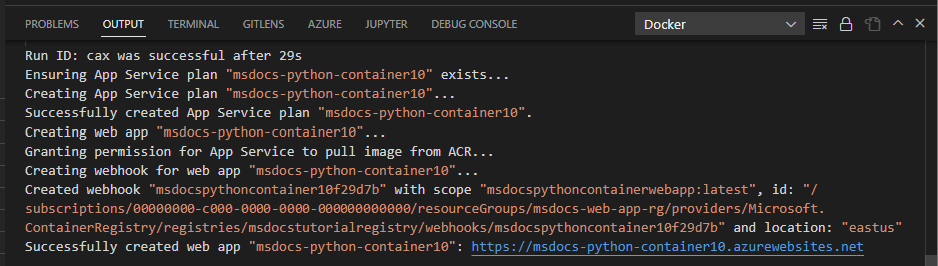 PROBLEMS OUTPUT TERMINAL GITLENS AZURE JUPYTER DEBUG CONSOLE Docker
Run ID: cax was successful after 29s
Ensuring App Service plan "msdocs-python-container10" exists...
Creating App Service plan "msdocs-python-container10"...
Successfully created App Service plan "msdocs-python-container10".
Creating web app "msdocs-python-container10"...
Granting permission for App Service to pull image from ACR...
Creating webhook for web app "msdocs-python-container10"...
Created webhook "msdocspythoncontainer10f29d7b" with scope "msdocspythoncontainerwebapp:latest", id: "/
subscriptions/00000000-c000-0000-0000-000000000000/resourceGroups/msdocs-web-app-rg/providers/Microsoft.
ContainerRegistry/registries/msdocstutorialregistry/webhooks/msdocspythoncontainer10f29d7b" and location: "eastus"
Successfully created web app "msdocs-python-container10": https://msdocs-python-container10.azurewebsites.net